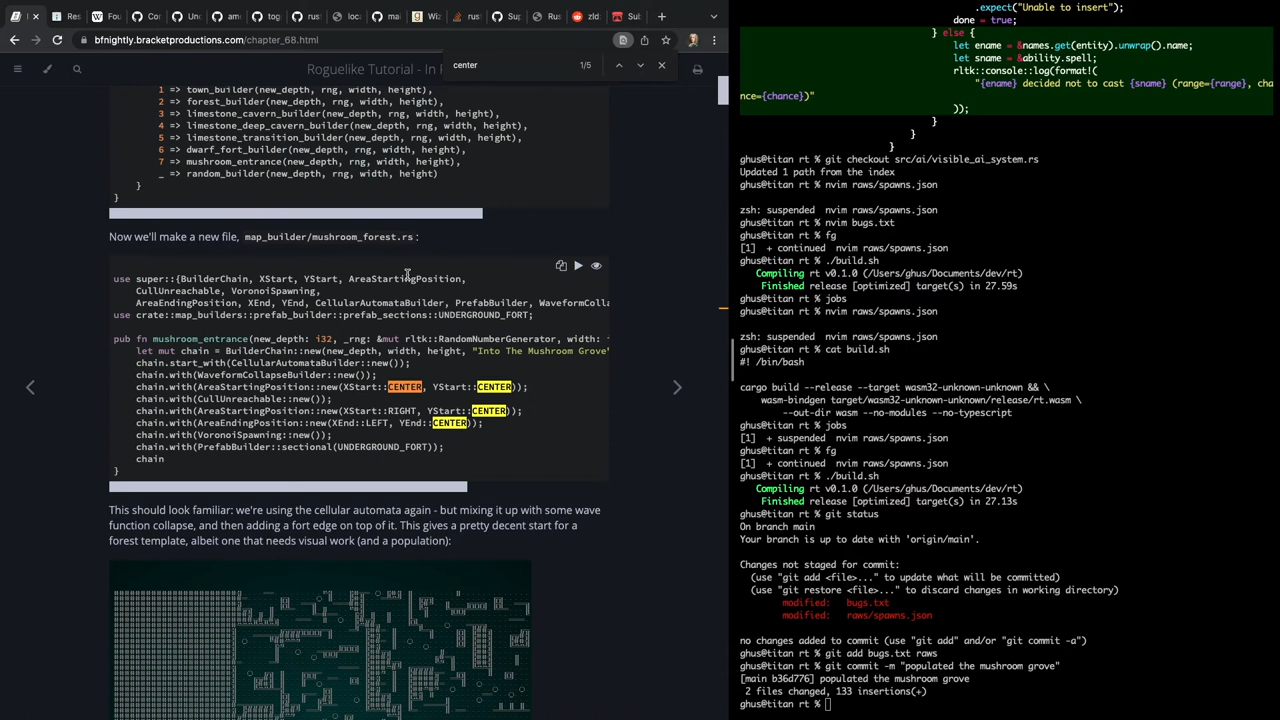 Res
Fou
Co
Un
am
tog
rus
loca
ma
Wiz
rus
Sup
Rus
zld
Sub
bfnightly.bracketproductions.com/chapter_68.html
center
1/5
Roguelike Tutorial - In R
1 => town_builder(new_depth, rng, width, height),
2 => forest_builder(new_depth, rng, width, height),
3 => limestone_cavern_builder(new_depth, rng, width, height),
4 => limestone_deep_cavern_builder(new_depth, rng, width, height),
5 => limestone_transition_builder(new_depth, rng, width, height),
6 => dwarf_fort_builder(new_depth, rng, width, height),
7 => mushroom_entrance(new_depth, rng, width, height),
_ => random_builder(new_depth, rng, width, height)
}
}
Now we'll make a new file, map_builder/mushroom_forest.rs:
use super::{BuilderChain, XStart, YStart, AreaStartingPosition,
CullUnreachable, VoronoiSpawning,
AreaEndingPosition, XEnd, YEnd, CellularAutomataBuilder, PrefabBuilder, WaveformColla
use crate::map_builders::prefab_builder::prefab_sections::UNDERGROUND_FORT;
pub fn mushroom_entrance(new_depth: i32, _rng: &mut rltk::RandomNumberGenerator, width: i
let mut chain = BuilderChain::new(new_depth, width, height, "Into The Mushroom Grove"
chain.start_with(CellularAutomataBuilder::new());
chain.with(WaveformCollapseBuilder::new());
chain.with(AreaStartingPosition::new(XStart::CENTER, YStart::CENTER));
chain.with(CullUnreachable::new());
chain.with(AreaStartingPosition::new(XStart::RIGHT, YStart::CENTER));
chain.with(AreaEndingPosition::new(XEnd::LEFT, YEnd::CENTER));
chain.with(VoronoiSpawning::new());
chain.with(PrefabBuilder::sectional(UNDERGROUND_FORT));
chain
}
This should look familiar: we're using the cellular automata again - but mixing it up with some wave
function collapse, and then adding a fort edge on top of it. This gives a pretty decent start for a
forest template, albeit one that needs visual work (and a population):
.expect("Unable to insert");
done = true;
} else {
let ename = &names.get(entity).unwrap().name;
let sname = &ability.spell;
rltk::console::log(format!(
"{ename} decided not to cast {sname} (range={range}, cha
nce={chance})"
));
}
}
}
ghus@titan rt % git checkout src/ai/visible_ai_system.rs
Updated 1 path from the index
ghus@titan rt % nvim raws/spawns.json
zsh: suspended  nvim raws/spawns.json
ghus@titan rt % nvim bugs.txt
ghus@titan rt % fg
[1]  + continued  nvim raws/spawns.json
ghus@titan rt % ./build.sh
Compiling rt v0.1.0 (/Users/ghus/Documents/dev/rt)
Finished release [optimized] target(s) in 27.59s
ghus@titan rt % jobs
ghus@titan rt % nvim raws/spawns.json
zsh: suspended  nvim raws/spawns.json
ghus@titan rt % cat build.sh
#! /bin/bash
cargo build --release --target wasm32-unknown-unknown && \
wasm-bindgen target/wasm32-unknown-unknown/release/rt.wasm \
--out-dir wasm --no-modules --no-typescript
ghus@titan rt % jobs
[1]  + suspended  nvim raws/spawns.json
ghus@titan rt % fg
[1]  + continued  nvim raws/spawns.json
ghus@titan rt % ./build.sh
Compiling rt v0.1.0 (/Users/ghus/Documents/dev/rt)
Finished release [optimized] target(s) in 27.13s
ghus@titan rt % git status
On branch main
Your branch is up to date with 'origin/main'.
Changes not staged for commit:
(use "git add <file>..." to update what will be committed)
(use "git restore <file>..." to discard changes in working directory)
modified:   bugs.txt
modified:   raws/spawns.json
no changes added to commit (use "git add" and/or "git commit -a")
ghus@titan rt % git add bugs.txt raws
ghus@titan rt % git commit -m "populated the mushroom grove"
[main b36d776] populated the mushroom grove
2 files changed, 133 insertions(+)
ghus@titan rt %